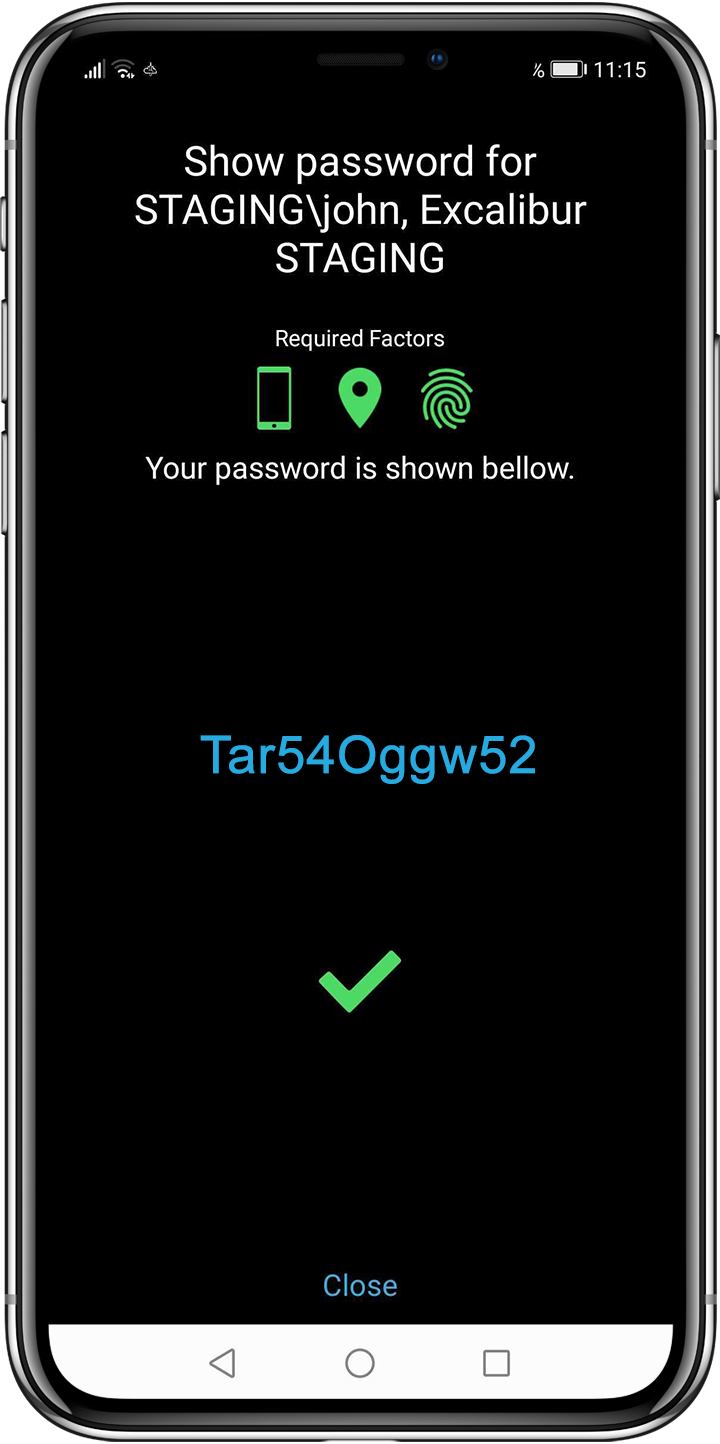 11:15
Show password for
STAGING\john, Excalibur
STAGING
Required Factors
Your password is shown bellow.
Tar54Oggw52
Close